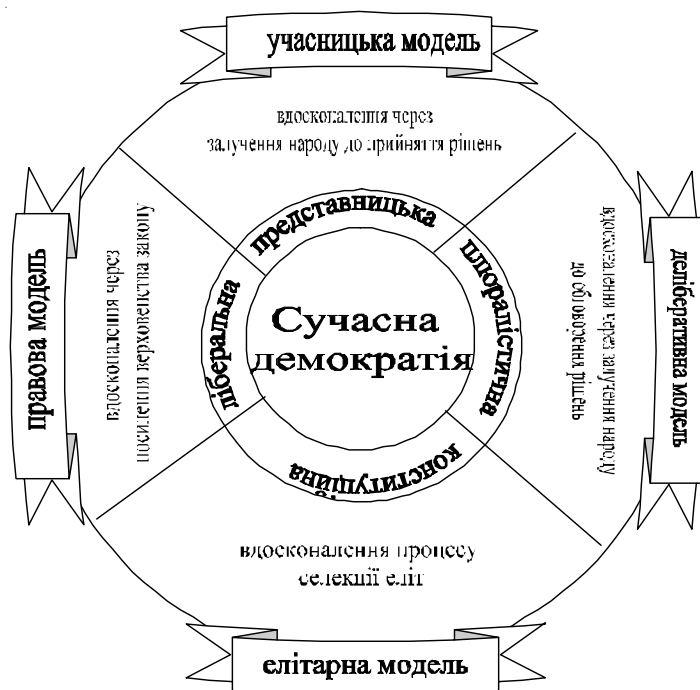 учасницька модель
вдосконалення через
залучення народу до прийняття рішень
правова модель
вдосконалення через
посилення верховенства закону
ліберальна
представницька
плюралістична
конституційна
Сучасна
демократія
вдосконалення через залучення народу
до обговорення рішень
деліберативна модель
вдосконалення процесу
селекції еліт
елітарна модель